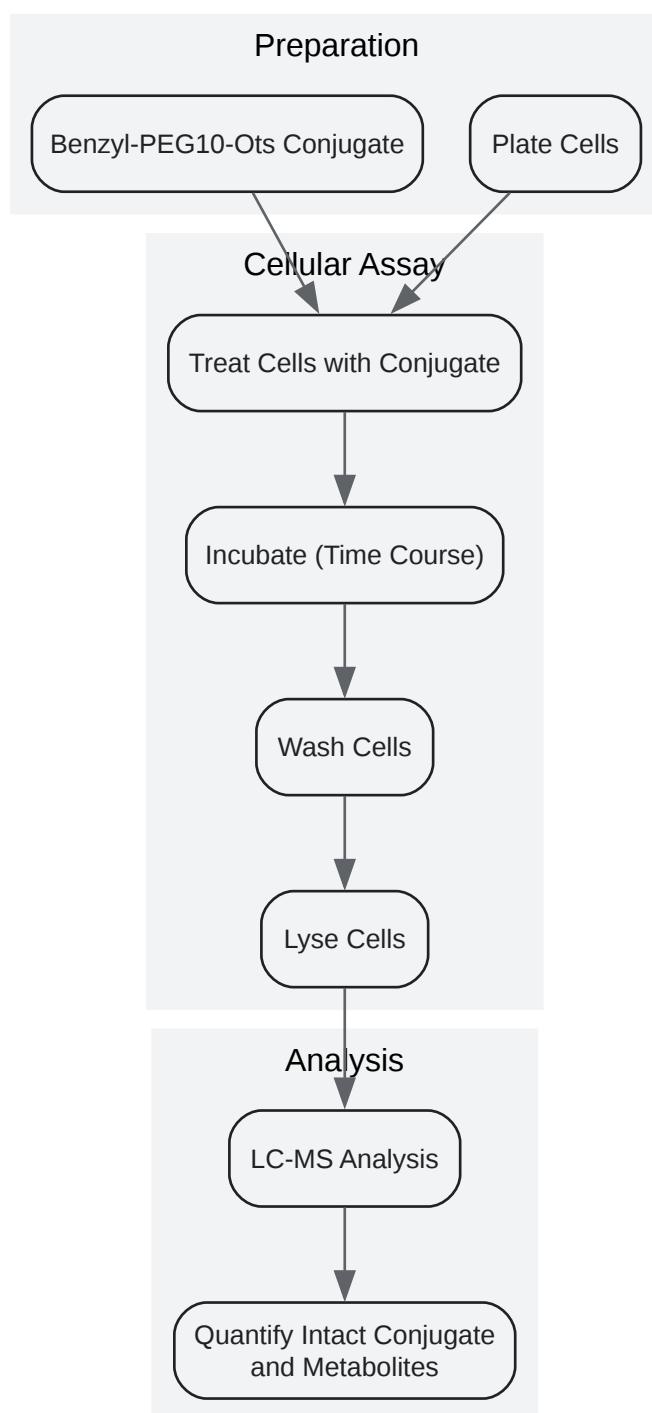 Preparation
Benzyl-PEG10-Ots Conjugate
Plate Cells
Cellular Assay
Treat Cells with Conjugate
Incubate (Time Course)
Wash Cells
Lyse Cells
Analysis
LC-MS Analysis
Quantify Intact Conjugate
and Metabolites